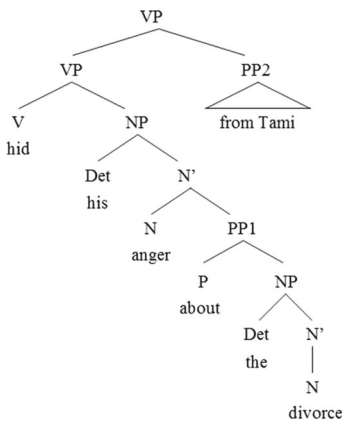 VP
VP PP2
V NP from Tami
hid
Det N'
his
N PP1
anger
P NP
about
Det N'
the
N
divorce